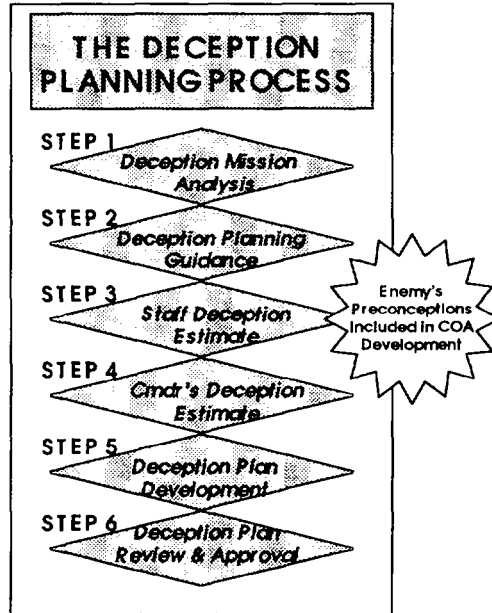 THE DECEPTION
PLANNING PROCESS
STEP 1
Deception Mission
Analysis
STEP 2
Deception Planning
Guidance
STEP 3
Staff Deception
Estimate
Enemy's
Preconceptions
Included in COA
Development
STEP 4
Cmdr's Deception
Estimate
STEP 5
Deception Plan
Development
STEP 6
Deception Plan
Review & Approval